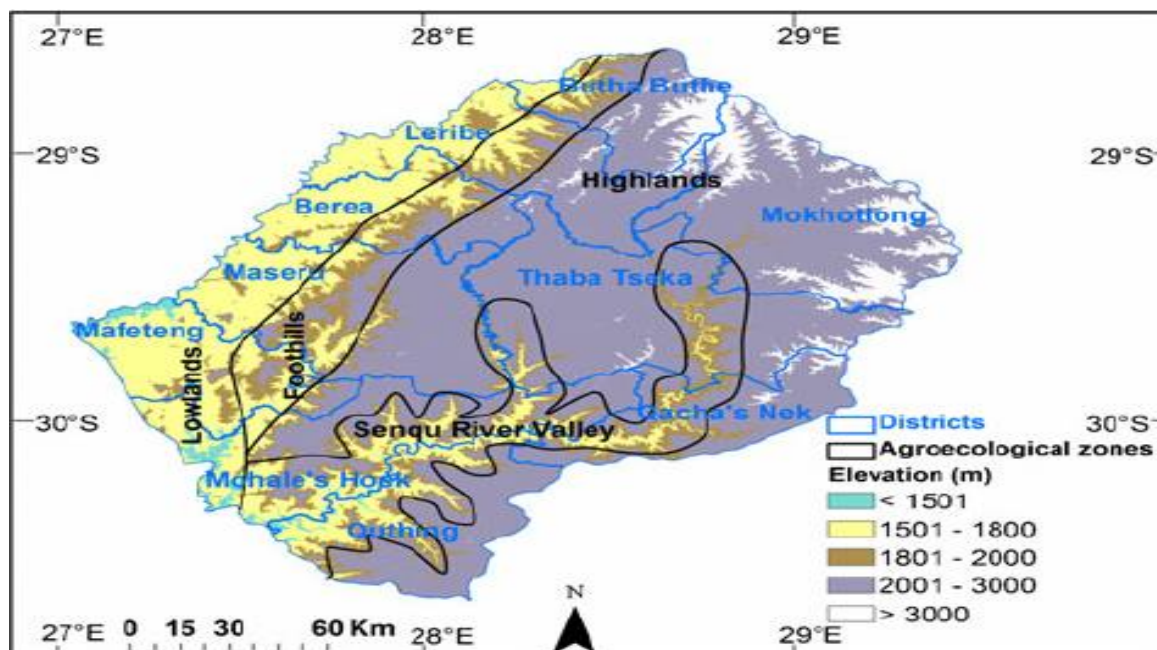 27°E 28°E 29°E
Butha Buthe
Leribe
29°S 29°S
Highlands
Berea
Mokhotlong
Maseru
Thaba Tseka
Mafeteng
Lowlands
Foothills
30°S 30°S
Qacha's Nek
Senqu River Valley
Mohale's Hoek
Quthing
Districts
Agroecological zones
Elevation (m)
< 1501
1501 - 1800
1801 - 2000
2001 - 3000
> 3000
N
27°E 0 15 30 60 Km 28°E 29°E